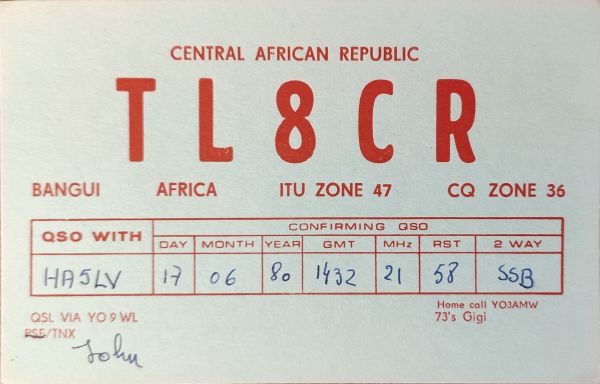 CENTRAL AFRICAN REPUBLIC
TL8CR
BANGUI AFRICA ITU ZONE 47 CQ ZONE 36
QSO WITH CONFIRMING QSO
DAY MONTH YEAR GMT MHz RST 2 WAY
HA5LV 17 06 80 1432 21 58 SSB
QSL VIA YO9WL Home call YO3AMW
PSE/TNX 73's Gigi
John